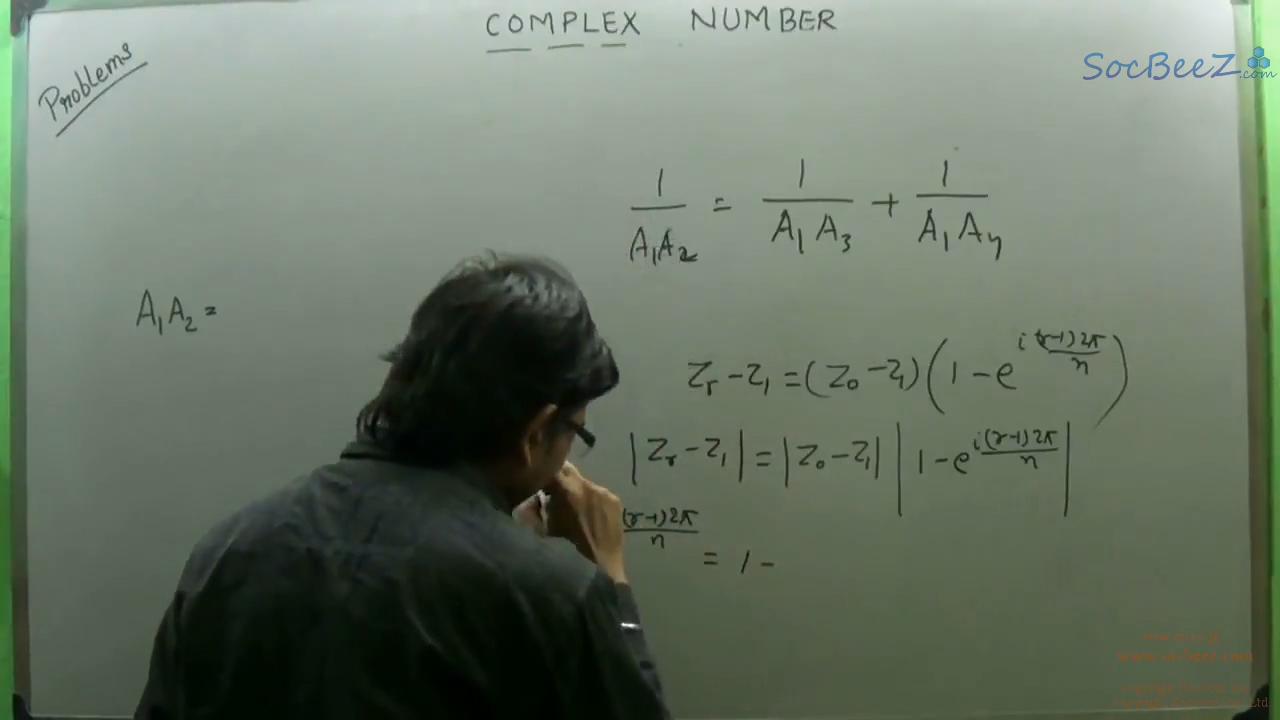 COMPLEX NUMBER
Problems
SocBeeZ.com
1/(A₁A₂) = 1/(A₁A₃) + 1/(A₁A₄)
A₁A₂ =
Zᵣ - Z₁ = (Z₀ - Z₁)(1 - e^(i(r-1)2π/n))
|Zᵣ - Z₁| = |Z₀ - Z₁| |1 - e^(i(r-1)2π/n)|
(r-1)2π/n = 1 -